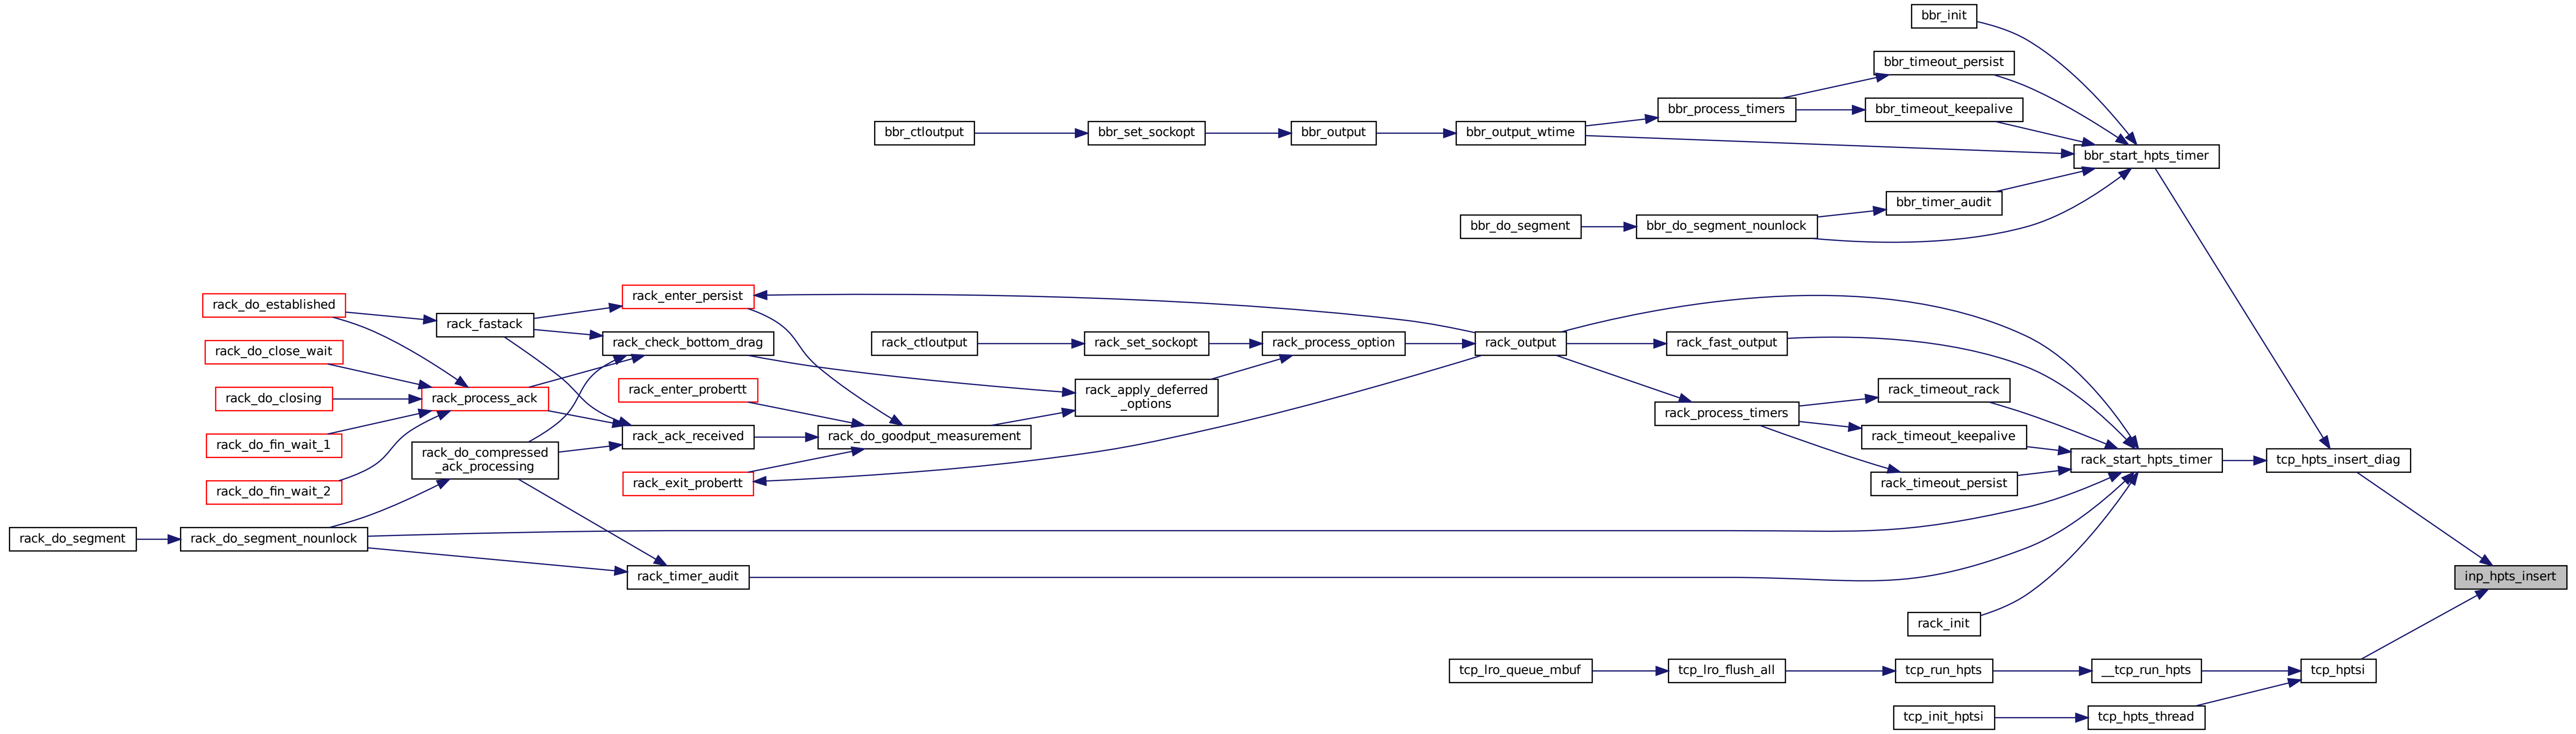 bbr_init
bbr_timeout_persist
bbr_process_timers
bbr_timeout_keepalive
bbr_ctloutput
bbr_set_sockopt
bbr_output
bbr_output_wtime
bbr_start_hpts_timer
bbr_timer_audit
bbr_do_segment
bbr_do_segment_nounlock
rack_enter_persist
rack_do_established
rack_fastack
rack_check_bottom_drag
rack_ctloutput
rack_set_sockopt
rack_process_option
rack_output
rack_fast_output
rack_do_close_wait
rack_enter_probertt
rack_timeout_rack
rack_do_closing
rack_process_ack
rack_apply_deferred
_options
rack_process_timers
rack_ack_received
rack_do_goodput_measurement
rack_timeout_keepalive
rack_do_fin_wait_1
rack_do_compressed
_ack_processing
rack_start_hpts_timer
tcp_hpts_insert_diag
rack_exit_probertt
rack_timeout_persist
rack_do_fin_wait_2
rack_do_segment
rack_do_segment_nounlock
rack_timer_audit
inp_hpts_insert
rack_init
tcp_lro_queue_mbuf
tcp_lro_flush_all
tcp_run_hpts
__tcp_run_hpts
tcp_hptsi
tcp_init_hptsi
tcp_hpts_thread